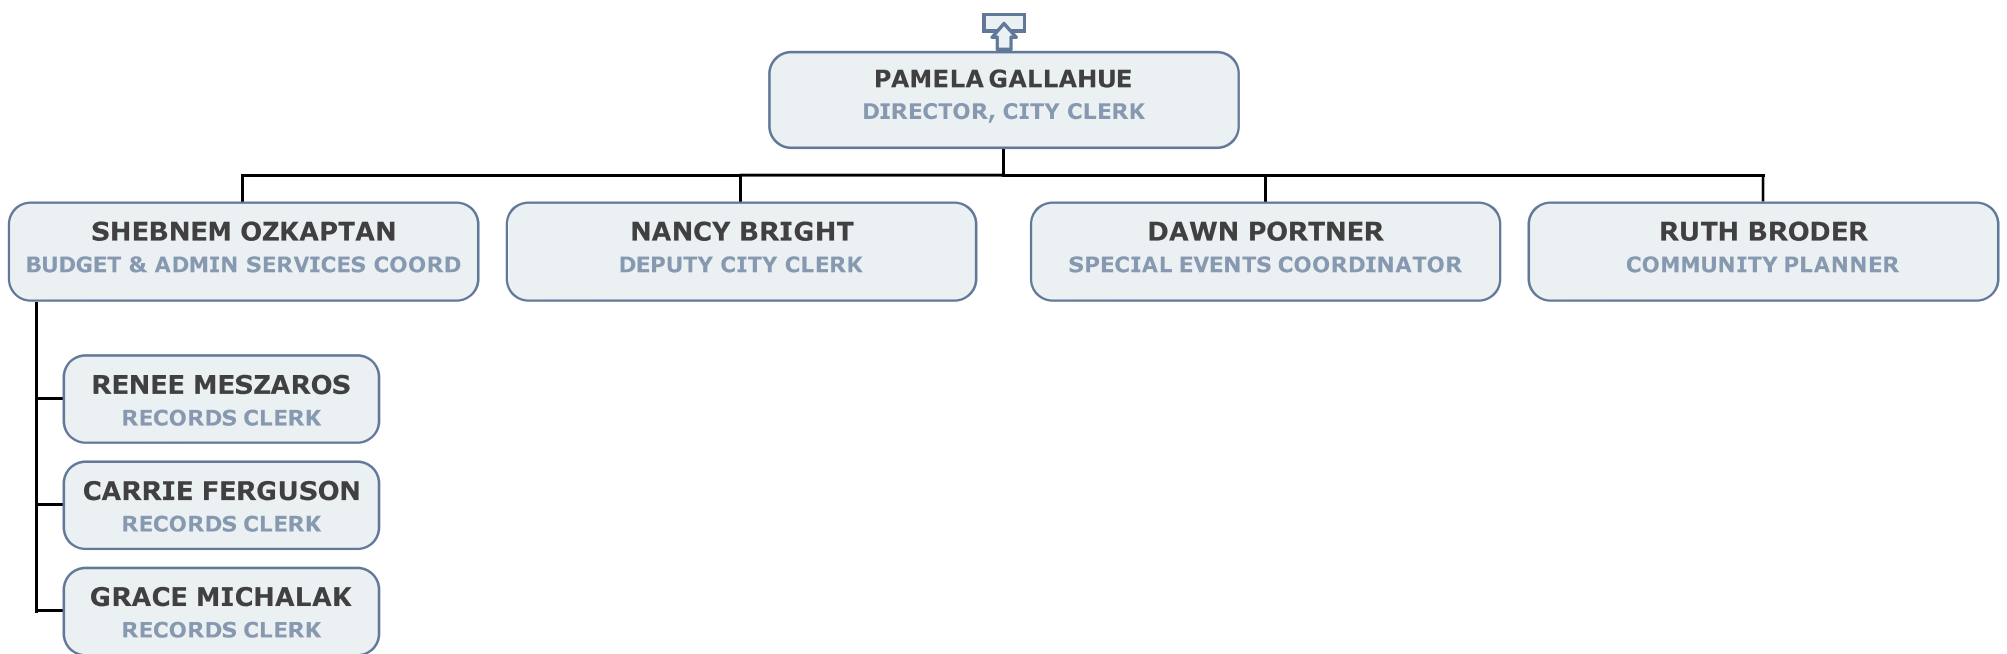 PAMELA GALLAHUE
DIRECTOR, CITY CLERK
SHEBNEM OZKAPTAN
BUDGET & ADMIN SERVICES COORD
NANCY BRIGHT
DEPUTY CITY CLERK
DAWN PORTNER
SPECIAL EVENTS COORDINATOR
RUTH BRODER
COMMUNITY PLANNER
RENEE MESZAROS
RECORDS CLERK
CARRIE FERGUSON
RECORDS CLERK
GRACE MICHALAK
RECORDS CLERK